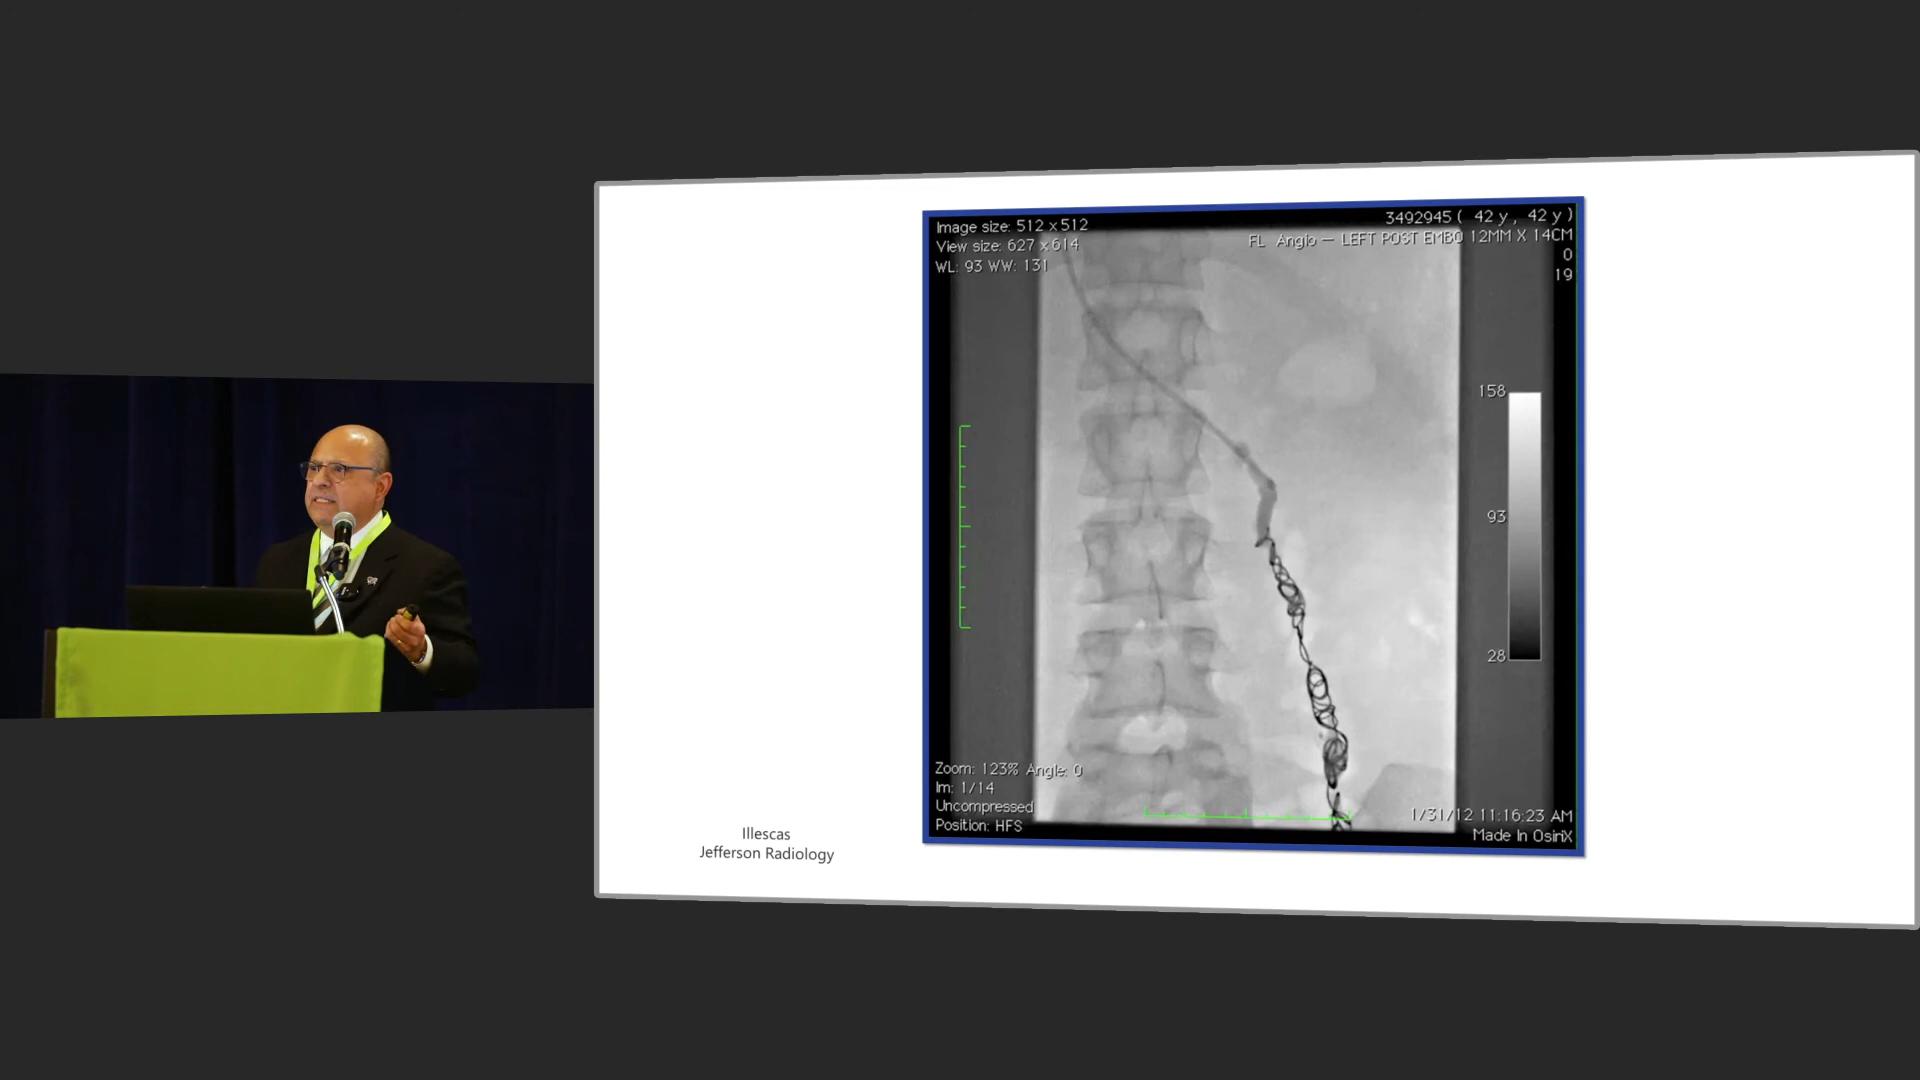 Image size: 512 x 512
View size: 627 x 614
WL: 93 WW: 131
3492945 ( 42 y , 42 y )
FL Angio — LEFT POST EMBO 12MM X 14CM
0
19
158
93
28
Zoom: 123% Angle: 0
Im: 1/14
Uncompressed
Position: HFS
1/31/12 11:16:23 AM
Made In OsiriX
Illescas
Jefferson Radiology